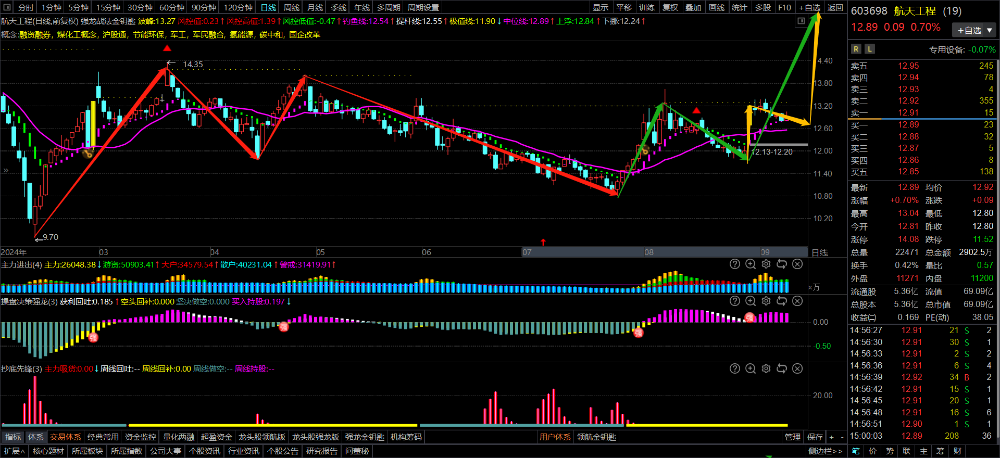 分时 1分钟 5分钟 15分钟 30分钟 60分钟 90分钟 120分钟 日线 周线 月线 季线 年线 多周期 周期设置 显示 平移 训练 复权 叠加 画线 统计 多股 F10 +自选 返回
航天工程(日线,前复权) 强龙战法金钥匙 波峰:13.27 风控值:0.23↑ 风控高值:1.39↑ 风控低值:-0.47↑ 钓鱼线:12.54↑ 提杆线:12.55↑ 极值线:11.90↓ 中位线:12.89↑ 上浮:12.84↑ 下挪:12.24↑
概念:融资融券, 煤化工概念, 沪股通, 节能环保, 军工, 军民融合, 氢能源, 碳中和, 国企改革
14.35
4.40
13.80
13.20
12.60
12.00
11.40
10.80
10.20
12.13-12.20
9.70
»
2024年 03 04 05 06 07 08 09 日线
主力进出(4) 主力:26048.38↓ 游资:50903.41↑ 大户:34579.54↑ 散户:40231.04↑ 警戒:31419.91↑
×万
操盘决策强龙(3) 获利回吐:0.185↑ 空头回补:0.000 坚决做空:0.000 买入持股:0.197↓
强 强 强 强
0.00
-0.50
抄底先锋(3) 主力吸货:0.00↓ 周线回吐:-- 周线回补:0.00 周线做空:-- 周线持股:--
20.00
指标 体系 交易体系 经典常用 资金监控 量化两融 超盈资金 龙头股领航版 龙头股强龙版 强龙金钥匙 机构筹码 用户体系 领航金钥匙 管理 保存 + -
扩展∧ 核心题材 所属板块 所属指数 公司大事 个股资讯 行业资讯 个股公告 研究报告 问董秘 侧边栏>>
603698 航天工程 (19)
12.89 0.09 0.70% +自选 ▼
R L 专用设备: -0.07%
卖五 12.95 245
卖四 12.94 78
卖三 12.93 4
卖二 12.92 355
卖一 12.91 15
买一 12.89 23
买二 12.88 32
买三 12.87 5
买四 12.86 8
买五 12.85 138
最新 12.89 均价 12.92
涨幅 +0.70% 涨跌 +0.09
最高 13.04 最低 12.80
今开 12.81 昨收 12.80
涨停 14.08 跌停 11.52
总量 22471 总金额 2902.5万
换手 0.42% 量比 0.57
外盘 11271 内盘 11200
流通股 5.36亿 流值 69.09亿
总股本 5.36亿 总市值 69.09亿
收益㈡ 0.169 PE(动) 38.05
14:56:27 12.91 21 S 2
14:56:30 12.91 30 S 1
14:56:33 12.91 2 S 2
14:56:36 12.91 6 S 4
14:56:39 12.92 34 B 2
14:56:42 12.91 15 S 1
14:56:45 12.91 20 S 1
14:56:48 12.91 16 S 6
14:56:51 12.90 1 S 1
15:00:03 12.89 208 36
笔 价 势 联 主 筹 财